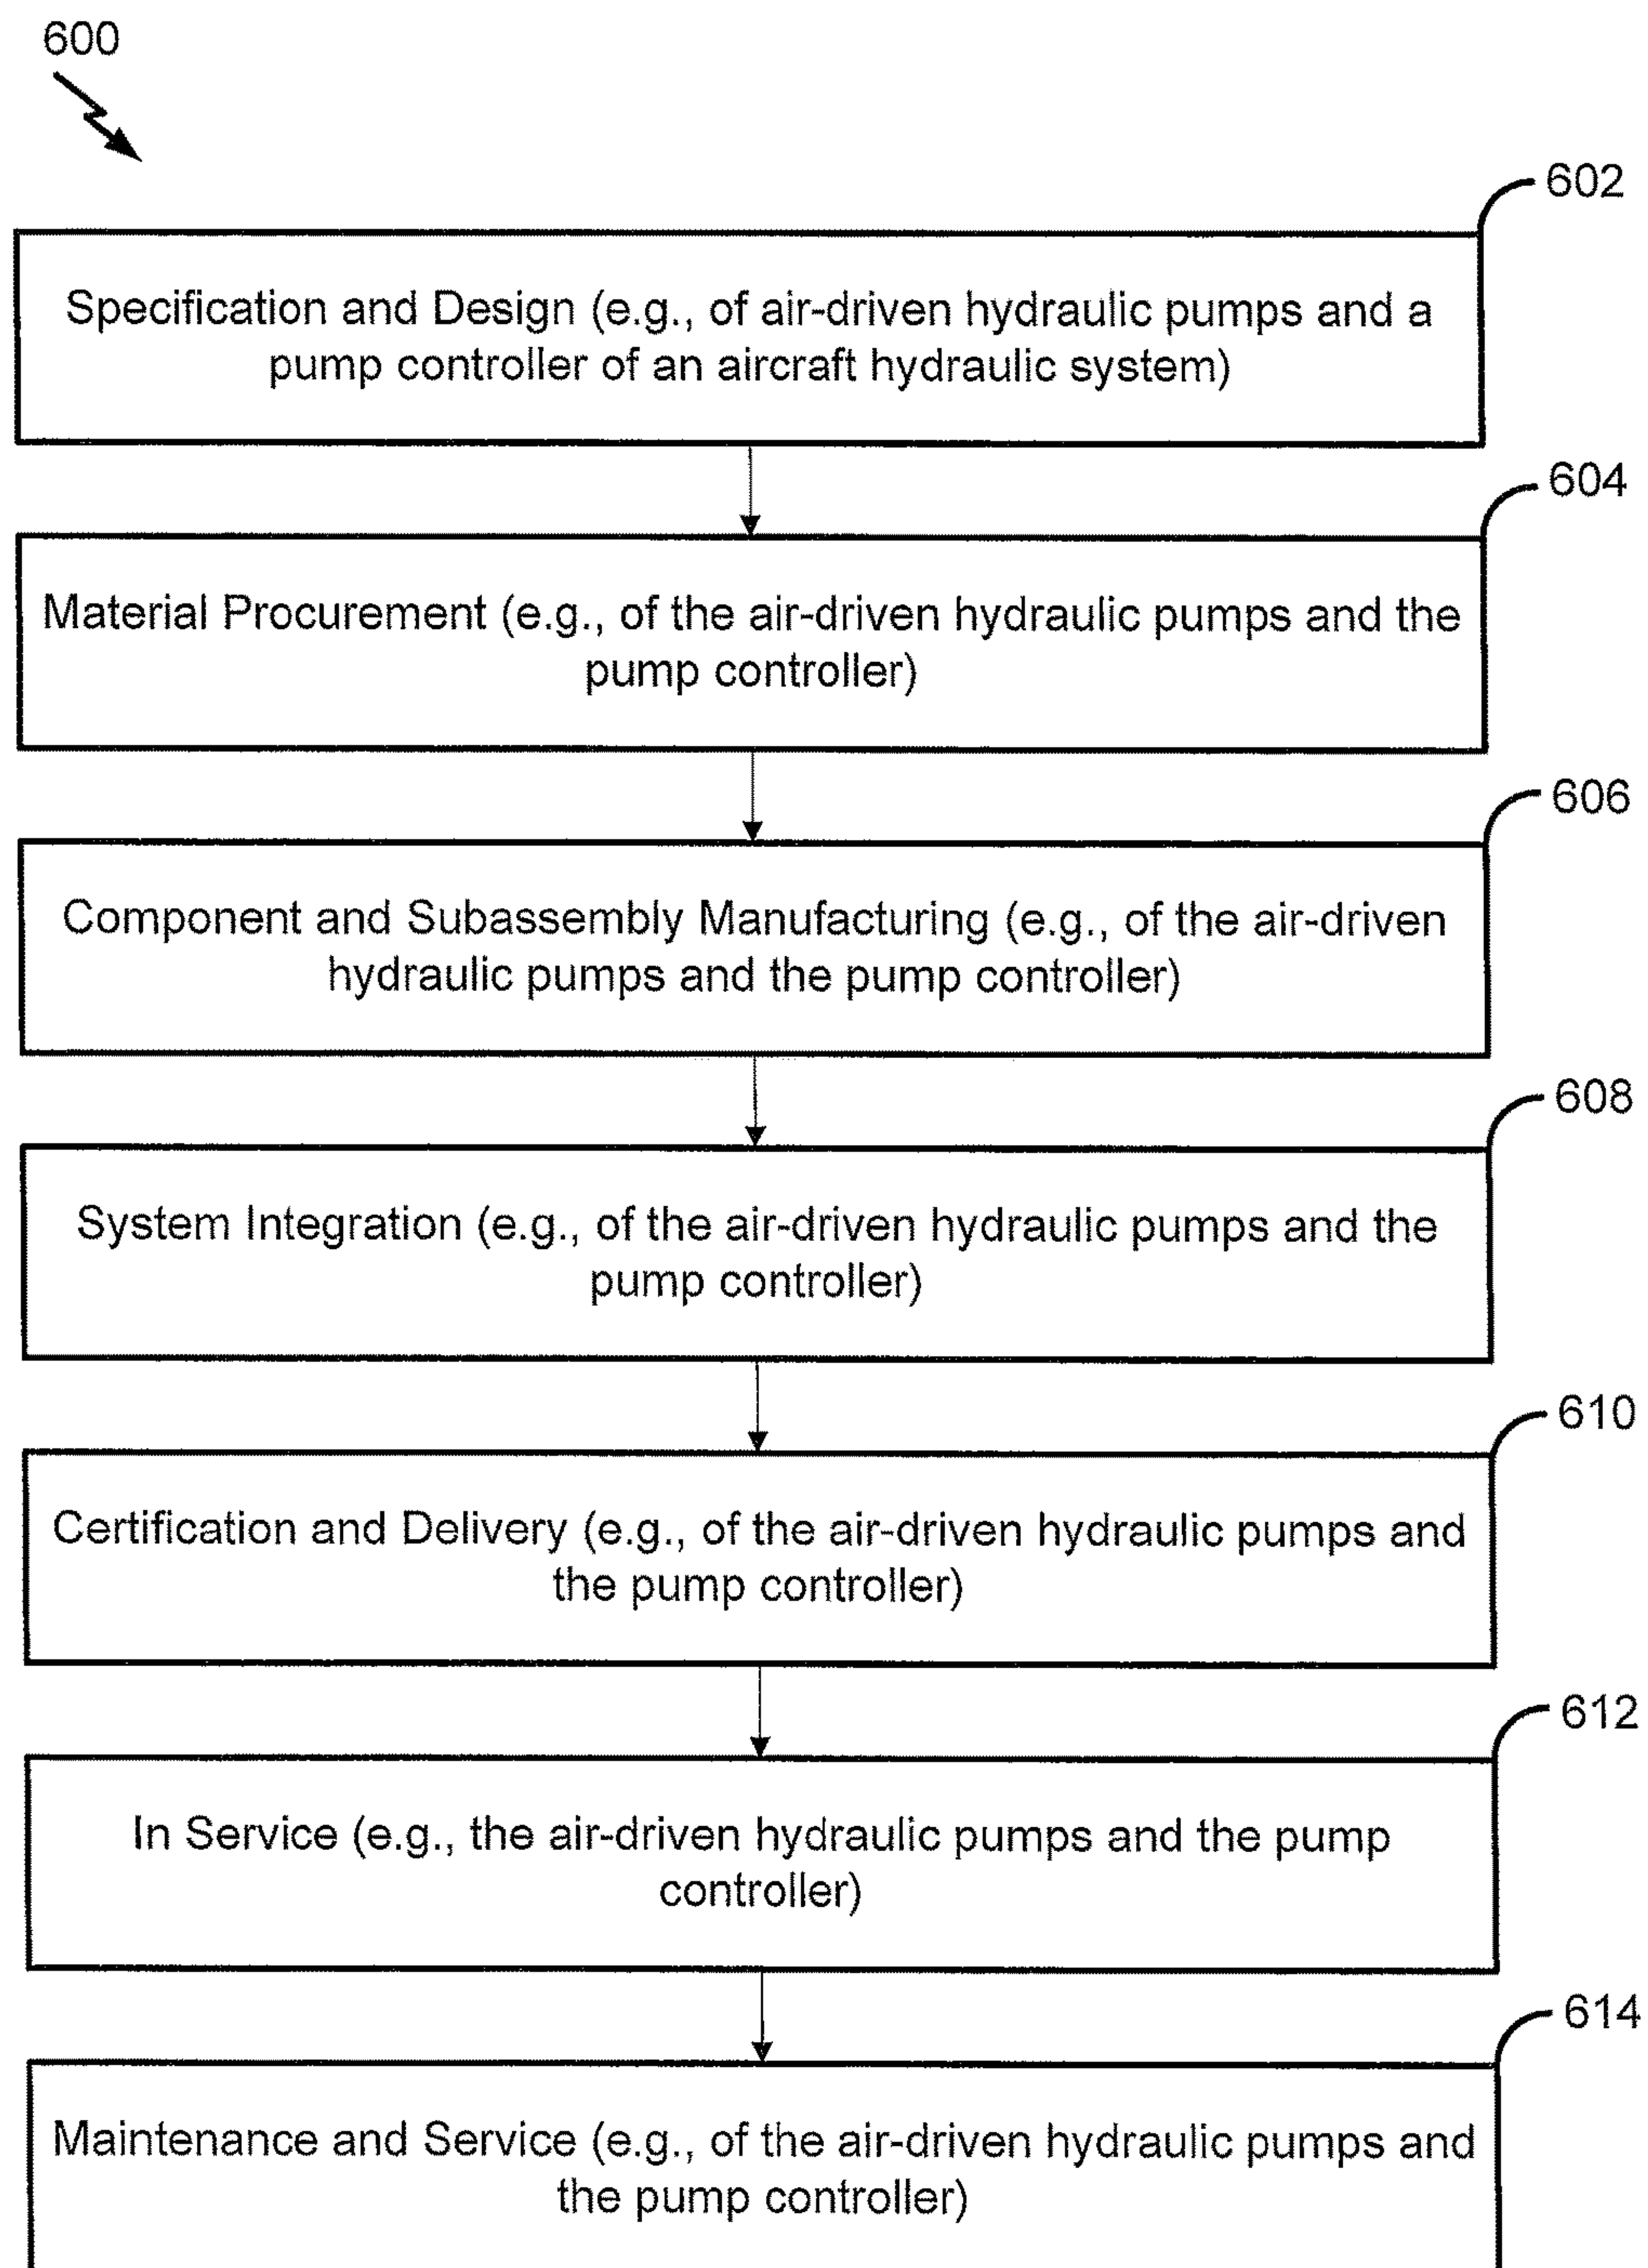 600
602
Specification and Design (e.g., of air-driven hydraulic pumps and a
pump controller of an aircraft hydraulic system)
604
Material Procurement (e.g., of the air-driven hydraulic pumps and the
pump controller)
606
Component and Subassembly Manufacturing (e.g., of the air-driven
hydraulic pumps and the pump controller)
608
System Integration (e.g., of the air-driven hydraulic pumps and the
pump controller)
610
Certification and Delivery (e.g., of the air-driven hydraulic pumps and
the pump controller)
612
In Service (e.g., the air-driven hydraulic pumps and the pump
controller)
614
Maintenance and Service (e.g., of the air-driven hydraulic pumps and
the pump controller)